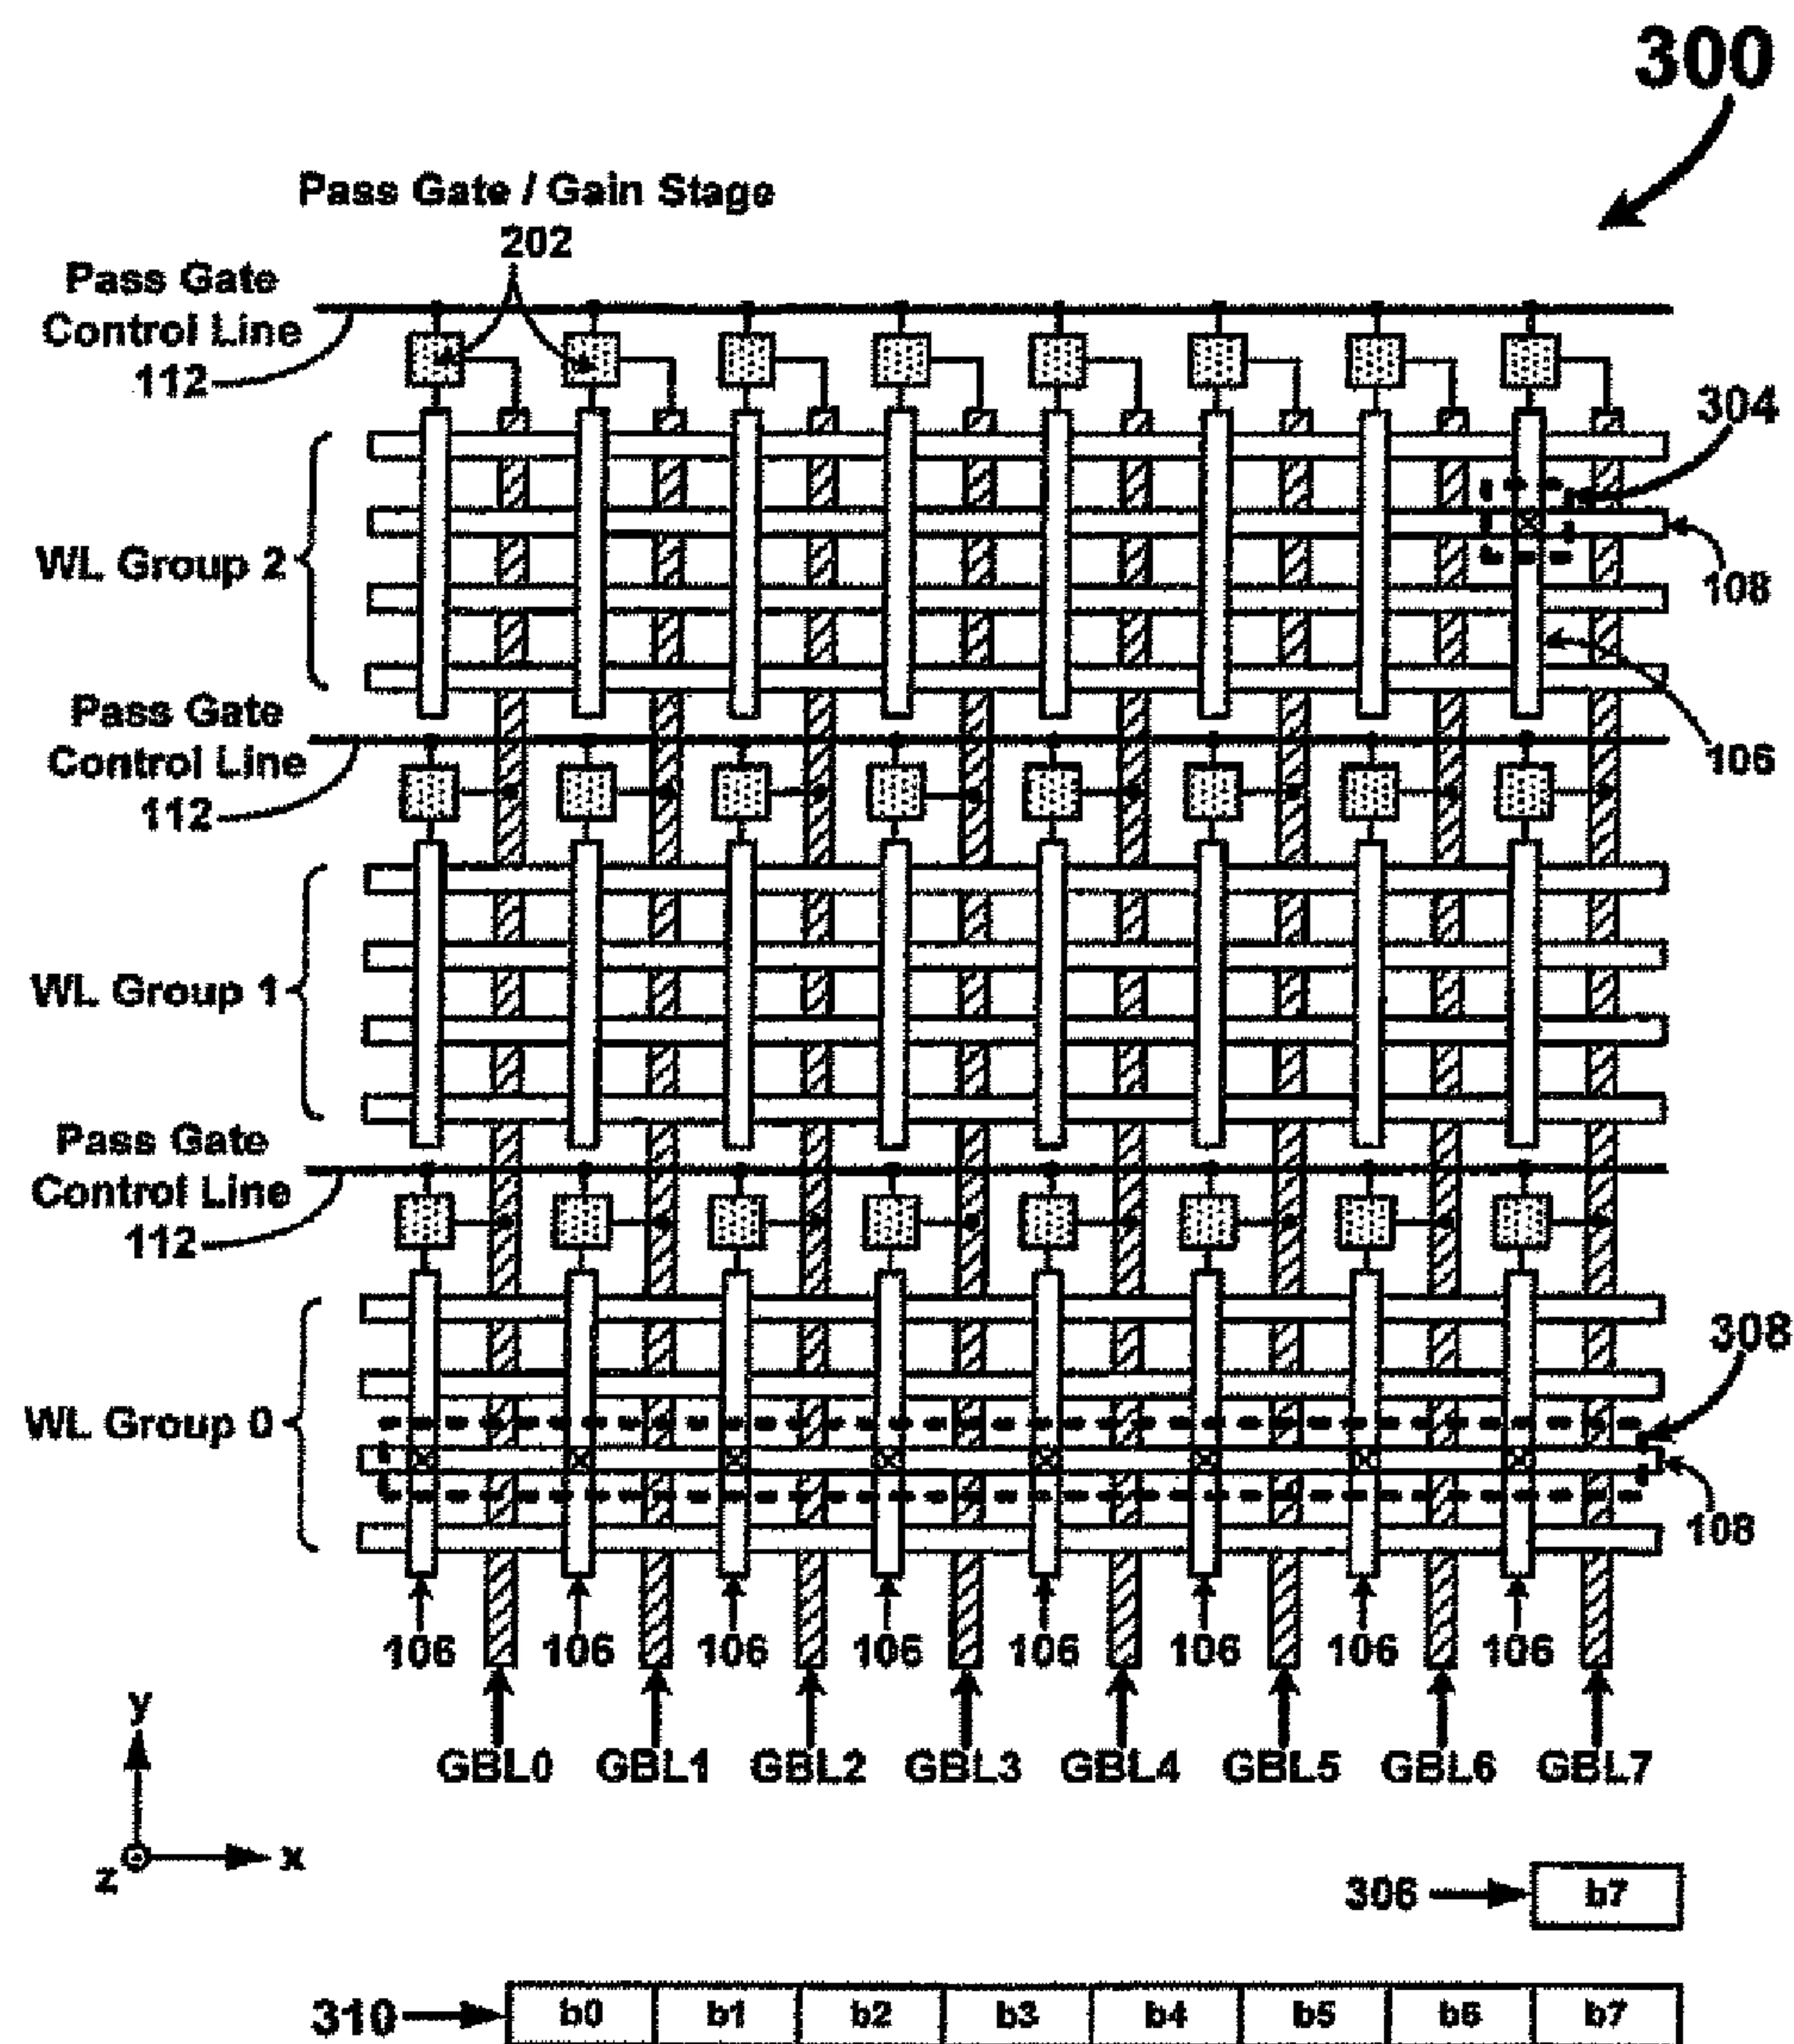 300
Pass Gate / Gain Stage
202
Pass Gate
Control Line
112
304
WL Group 2
108
106
Pass Gate
Control Line
112
WL Group 1
Pass Gate
Control Line
112
308
WL Group 0
108
106 106 106 106 106 106 106 106
GBL0 GBL1 GBL2 GBL3 GBL4 GBL5 GBL6 GBL7
y
z x
306 b7
310 b0 b1 b2 b3 b4 b5 b6 b7